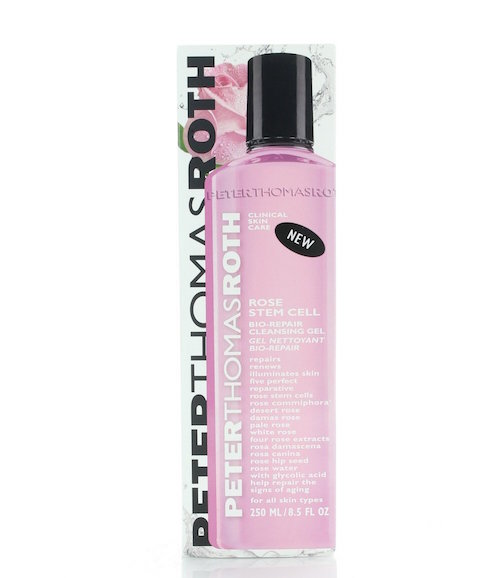 PETERTHOMASROTH
PETERTHOMASRO
PETERTHOMASROTH
CLINICAL
SKIN
CARE
NEW
ROSE
STEM CELL
BIO-REPAIR
CLEANSING GEL
GEL NETTOYANT
BIO-REPAIR
repairs
renews
illuminates skin
five perfect
reparative
rose stem cells
rose commiphora*
desert rose
damas rose
pale rose
white rose
four rose extracts
rosa damascena
rosa canina
rose hip seed
rose water
with glycolic acid
help repair the
signs of aging
for all skin types
250 ML/8.5 FL OZ